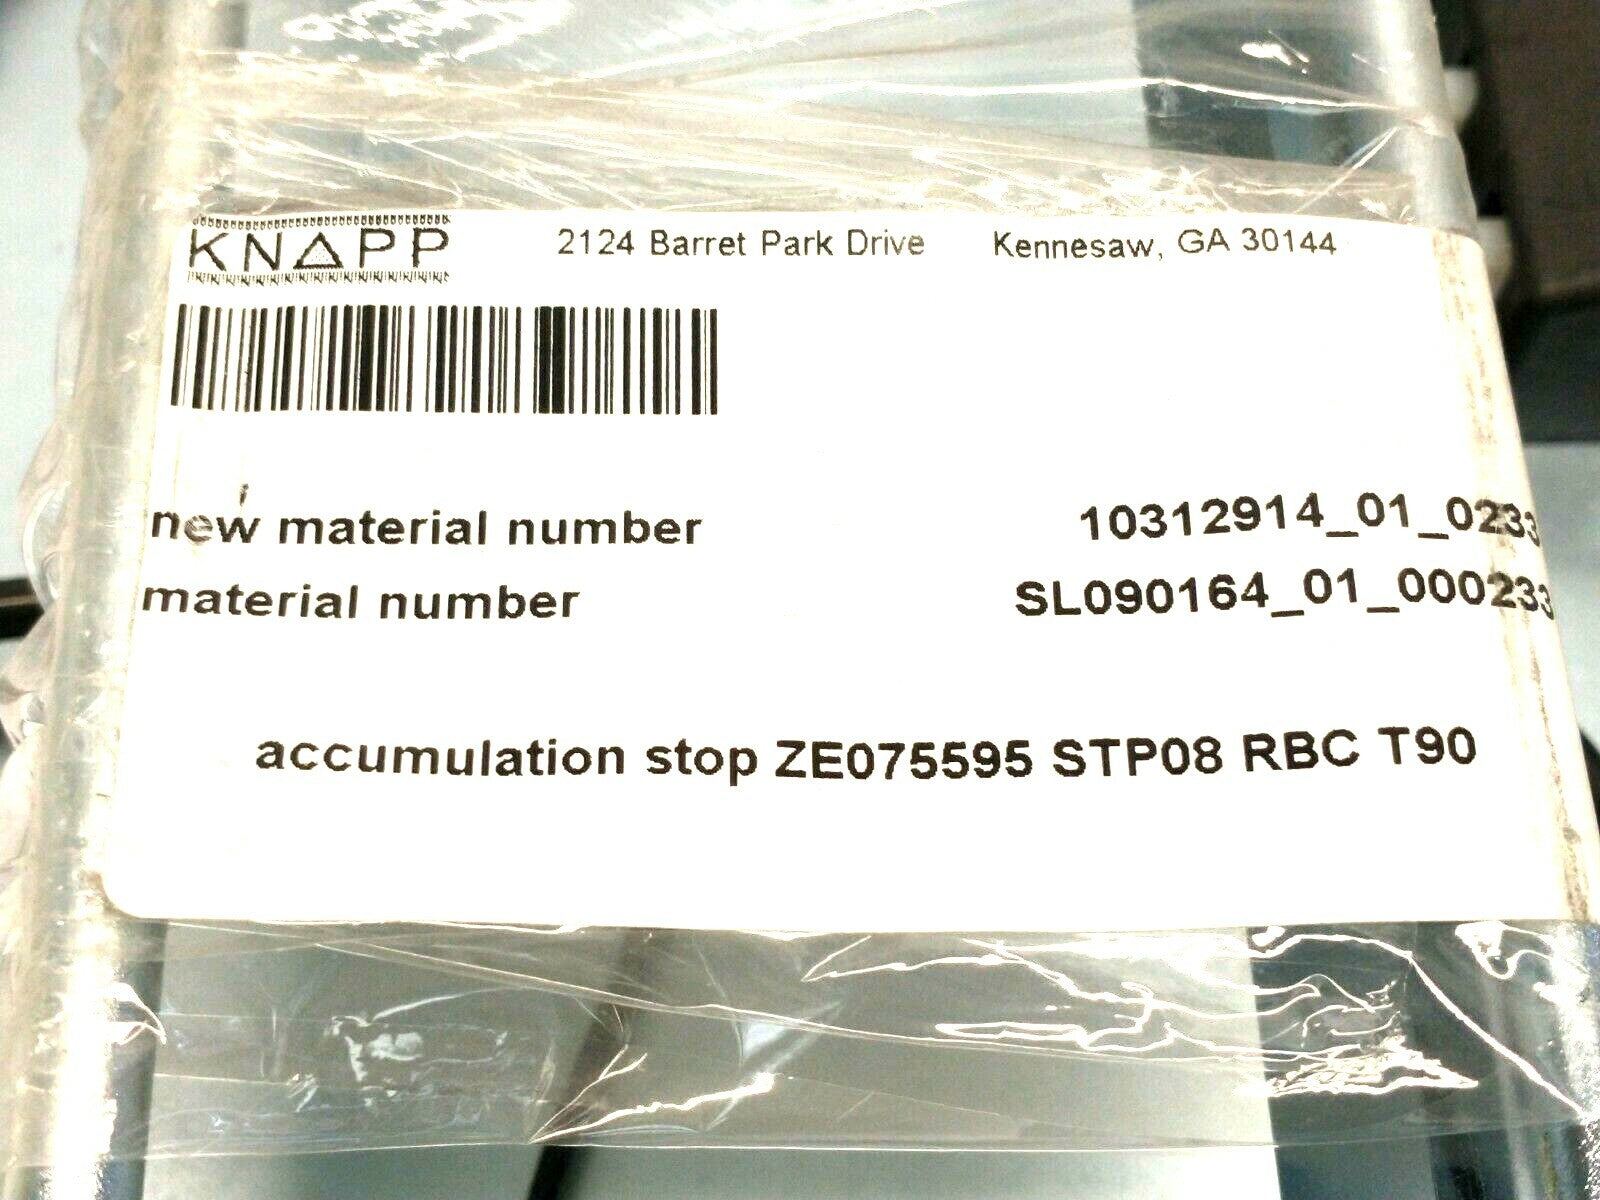 KNAPP 2124 Barret Park Drive Kennesaw, GA 30144
new material number 10312914_01_0233
material number SL090164_01_000233
accumulation stop ZE075595 STP08 RBC T90